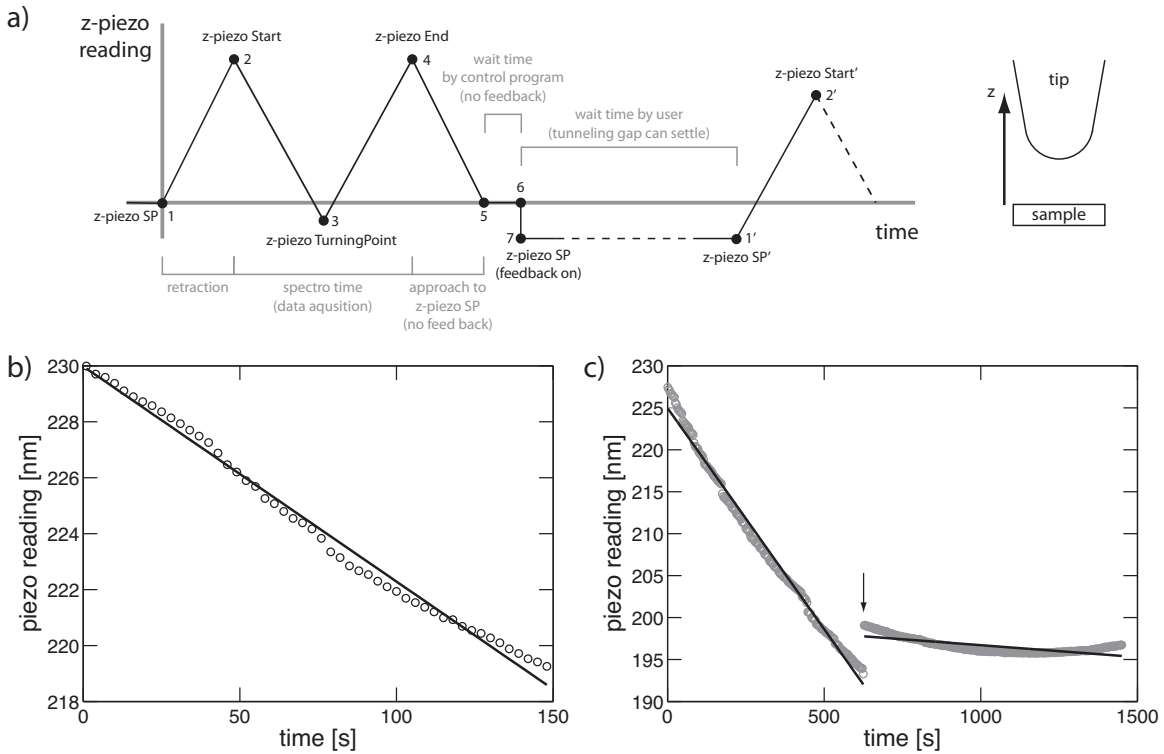 a)
z-piezo
reading
z-piezo Start
2
z-piezo End
4
wait time
by control program
(no feedback)
wait time by user
(tunneling gap can settle)
z-piezo Start'
2'
z-piezo SP
1
3
z-piezo TurningPoint
5
6
7
z-piezo SP
(feedback on)
1'
z-piezo SP'
time
retraction
spectro time
(data aqusition)
approach to
z-piezo SP
(no feed back)
z
tip
sample
b)
piezo reading [nm]
230
228
226
224
222
220
218
0
50
100
150
time [s]
c)
piezo reading [nm]
230
225
220
215
210
205
200
195
190
0
500
1000
1500
time [s]